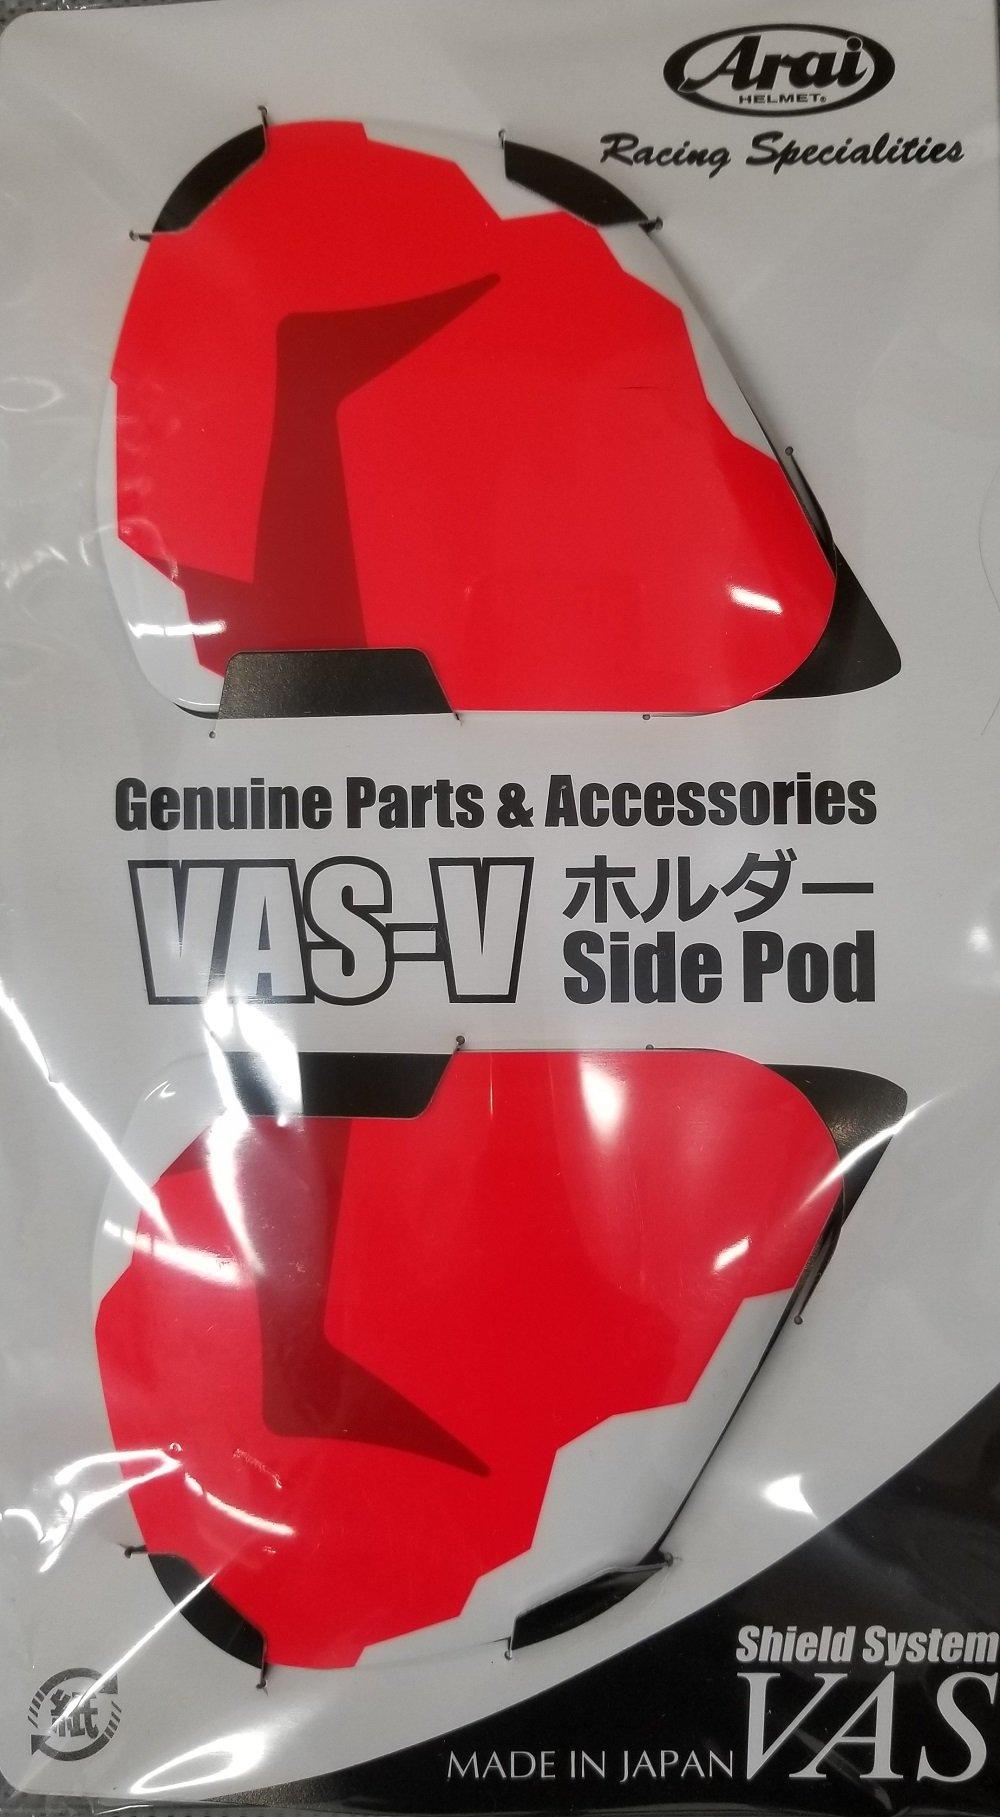 Arai
HELMET®
Racing Specialities
Genuine Parts & Accessories
VAS-V ホルダー
Side Pod
Shield System
VAS
MADE IN JAPAN
紙